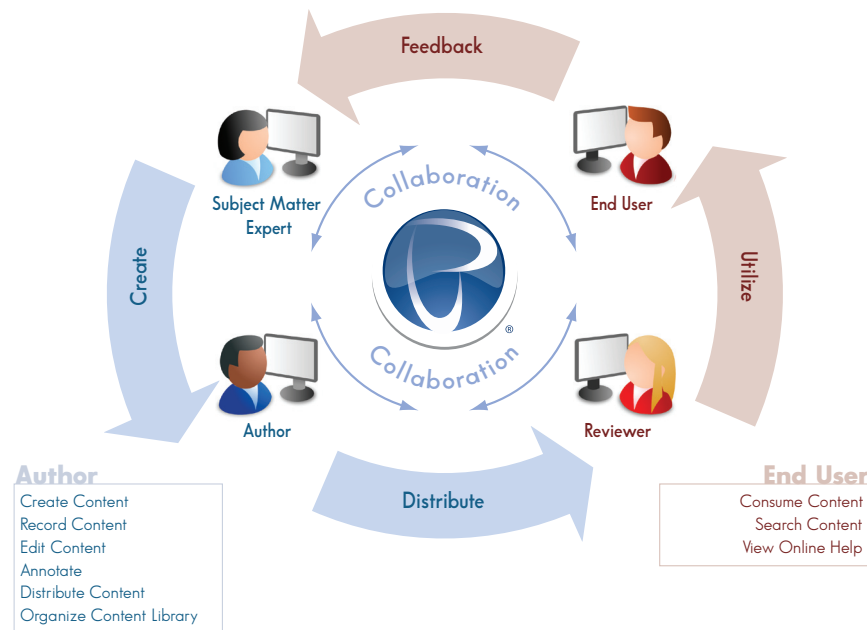 Feedback
Collaboration
Subject Matter
Expert
End User
Create
Utilize
®
Collaboration
Author
Reviewer
Distribute
Author
Create Content
Record Content
Edit Content
Annotate
Distribute Content
Organize Content Library
End User
Consume Content
Search Content
View Online Help